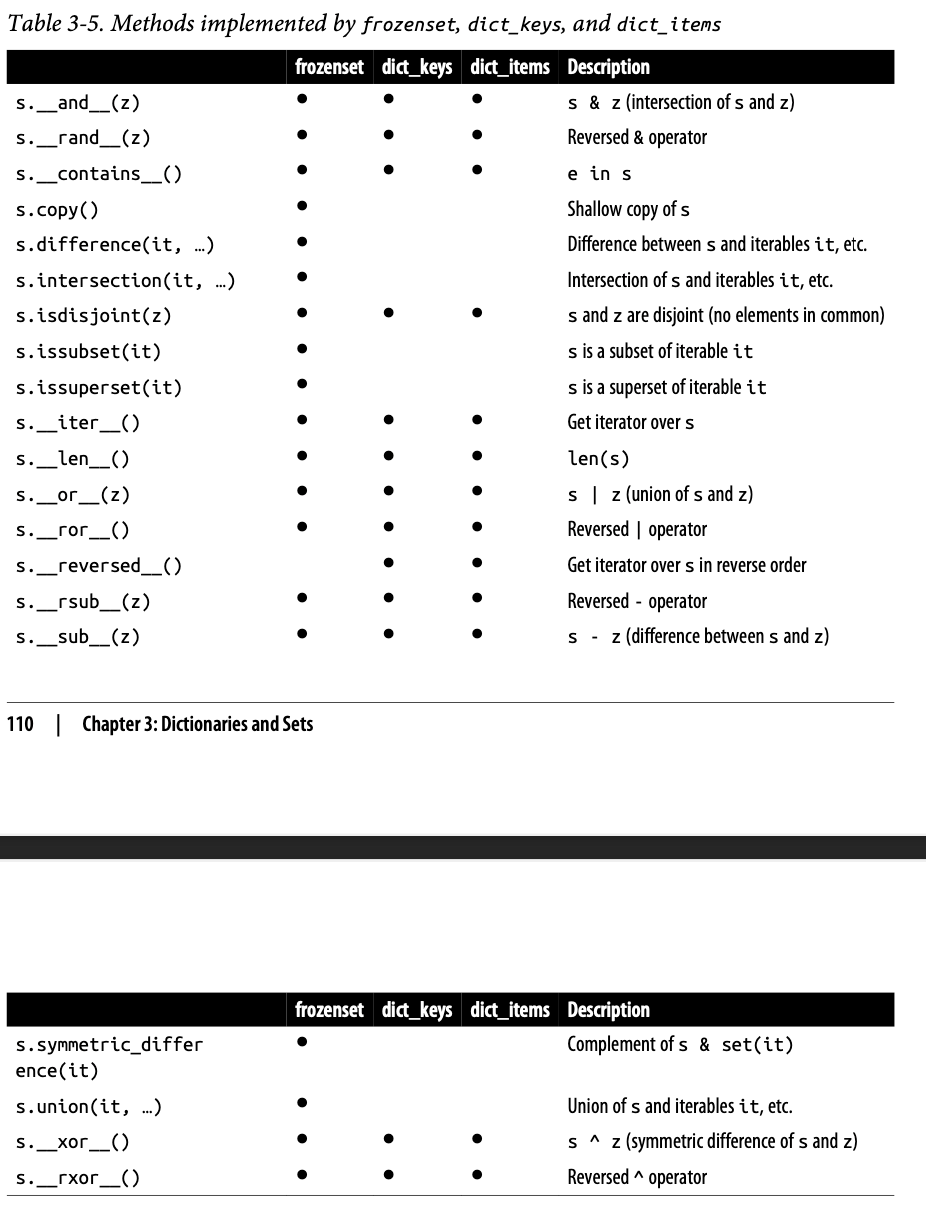 Table 3-5. Methods implemented by frozenset, dict_keys, and dict_items
frozenset dict_keys dict_items Description
s.__and__(z) ● ● ● s & z (intersection of s and z)
s.__rand__(z) ● ● ● Reversed & operator
s.__contains__() ● ● ● e in s
s.copy() ● Shallow copy of s
s.difference(it, …) ● Difference between s and iterables it, etc.
s.intersection(it, …) ● Intersection of s and iterables it, etc.
s.isdisjoint(z) ● ● ● s and z are disjoint (no elements in common)
s.issubset(it) ● s is a subset of iterable it
s.issuperset(it) ● s is a superset of iterable it
s.__iter__() ● ● ● Get iterator over s
s.__len__() ● ● ● len(s)
s.__or__(z) ● ● ● s | z (union of s and z)
s.__ror__() ● ● ● Reversed | operator
s.__reversed__() ● ● Get iterator over s in reverse order
s.__rsub__(z) ● ● ● Reversed - operator
s.__sub__(z) ● ● ● s - z (difference between s and z)
110 | Chapter 3: Dictionaries and Sets
frozenset dict_keys dict_items Description
s.symmetric_differ ● Complement of s & set(it)
ence(it)
s.union(it, …) ● Union of s and iterables it, etc.
s.__xor__() ● ● ● s ^ z (symmetric difference of s and z)
s.__rxor__() ● ● ● Reversed ^ operator